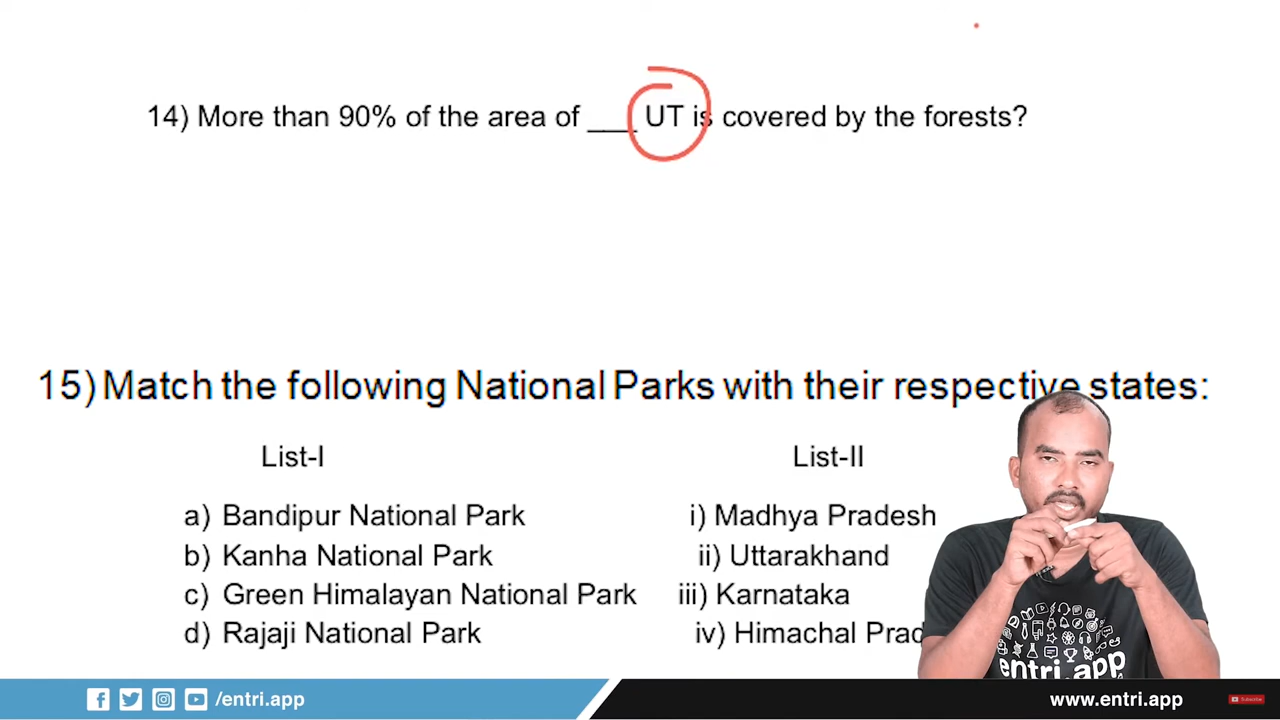 14) More than 90% of the area of ___ UT is covered by the forests?
15) Match the following National Parks with their respective states:
List-I List-II
a) Bandipur National Park i) Madhya Pradesh
b) Kanha National Park ii) Uttarakhand
c) Green Himalayan National Park iii) Karnataka
d) Rajaji National Park iv) Himachal Prad
entri.app
/entri.app www.entri.app Subscribe